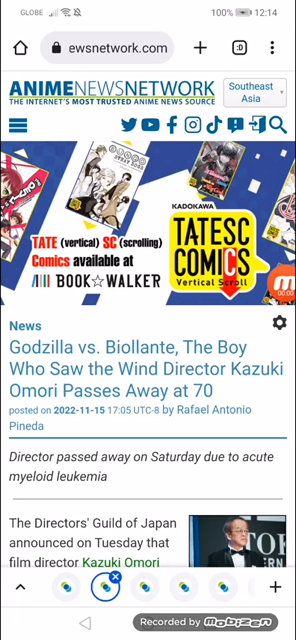 GLOBE 100% 12:14
ewsnetwork.com
ANIMENEWSNETWORK
THE INTERNET'S MOST TRUSTED ANIME NEWS SOURCE
Southeast
Asia
KADOKAWA
TATE (vertical) SC (scrolling)
Comics available at
BOOK☆WALKER
TATESC
COMICS
Vertical Scroll
00:00
News
Godzilla vs. Biollante, The Boy
Who Saw the Wind Director Kazuki
Omori Passes Away at 70
posted on 2022-11-15 17:05 UTC-8 by Rafael Antonio
Pineda
Director passed away on Saturday due to acute
myeloid leukemia
The Directors' Guild of Japan
announced on Tuesday that
film director Kazuki Omori
Recorded by mobizen